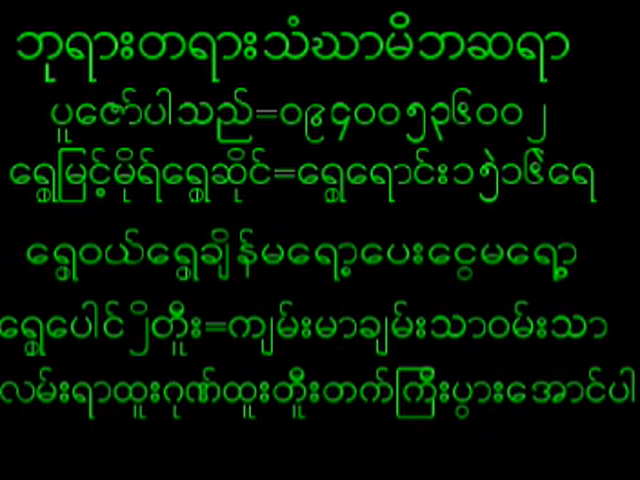 ဘုရားတရားသံဃာမိဘဆရာ
ပူဇော်ပါသည်=၀၉၄၀၀၅၃၆၀၀၂
ရွှေမြင့်မိုရ်ရွှေဆိုင်=ရွှေရောင်း၁၅ဲ၁၆ဲရေ
ရွှေဝယ်ရွှေချိန်မရော့ပေးငွေမရော့
ရွှေပေါင်၂ိတိူး=ကျမ်းမာချမ်းသာဝမ်းသာ
လမ်းရာထူးဂုဏ်ထူးတိူးတက်ကြီးပွားအောင်ပါ